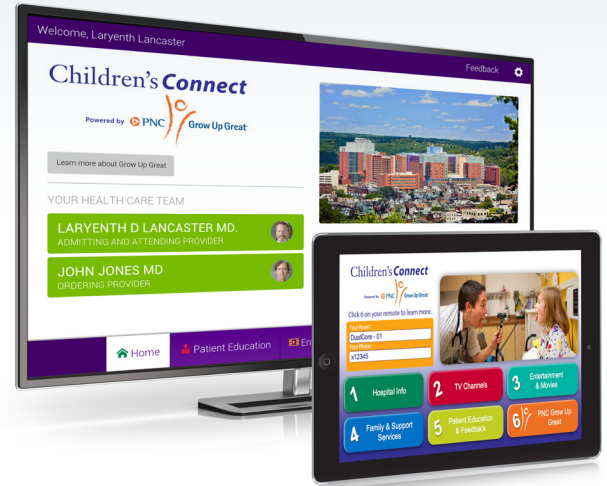 Welcome, Laryenth Lancaster
Feedback
Children's Connect
Powered by PNC Grow Up Great
Learn more about Grow Up Great
YOUR HEALTH CARE TEAM
LARYENTH D LANCASTER MD.
ADMITTING AND ATTENDING PROVIDER
JOHN JONES MD
ORDERING PROVIDER
Home
Patient Education
En
Children's Connect
Powered by PNC Grow Up Great
Click 6 on your remote to learn more.
Your Room:
DualCore - 01
Your Phone:
x12345
1 Hospital Info
2 TV Channels
3 Entertainment
& Movies
4 Family & Support
Services
5 Patient Education
& Feedback
6 PNC Grow Up
Great